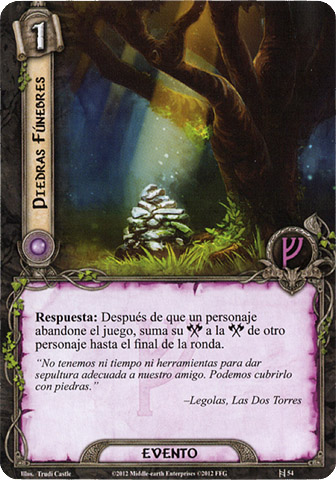 1
PIEDRAS FÚNEBRES
Respuesta: Después de que un personaje
abandone el juego, suma su a la de otro
personaje hasta el final de la ronda.
“No tenemos ni tiempo ni herramientas para dar
sepultura adecuada a nuestro amigo. Podemos cubrirlo
con piedras.”
–Legolas, Las Dos Torres
EVENTO
Illus. Trudi Castle
©2012 Middle-earth Enterprises ©2012 FFG
54